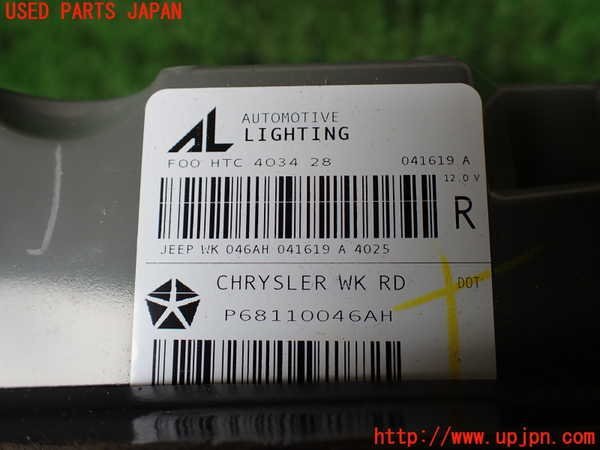 USED PARTS JAPAN
AL AUTOMOTIVE
LIGHTING
F00 HTC 4034 28 041619 A
12.0 V
R
JEEP WK 046AH 041619 A 4025
CHRYSLER WK RD DOT
P68110046AH
http://www.upjpn.com